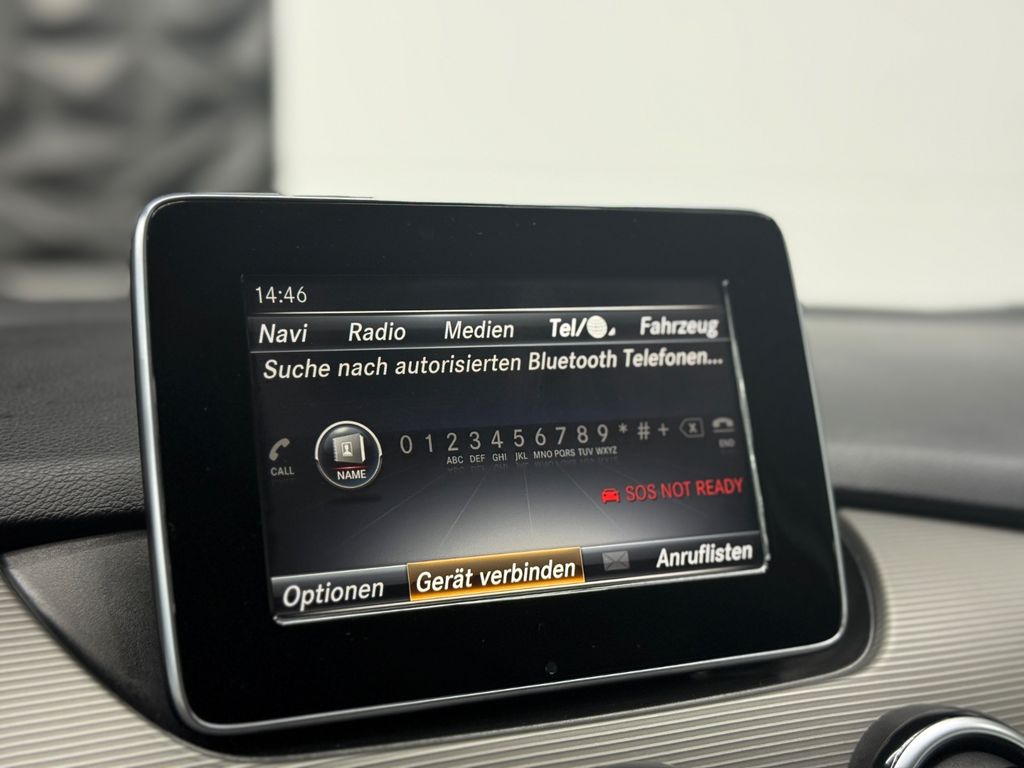 14:46
Navi Radio Medien Tel/ Fahrzeug
Suche nach autorisierten Bluetooth Telefonen...
CALL NAME 0 1 2 3 4 5 6 7 8 9 * # + END
ABC DEF GHI JKL MNO PQRS TUV WXYZ
SOS NOT READY
Optionen Gerät verbinden Anruflisten